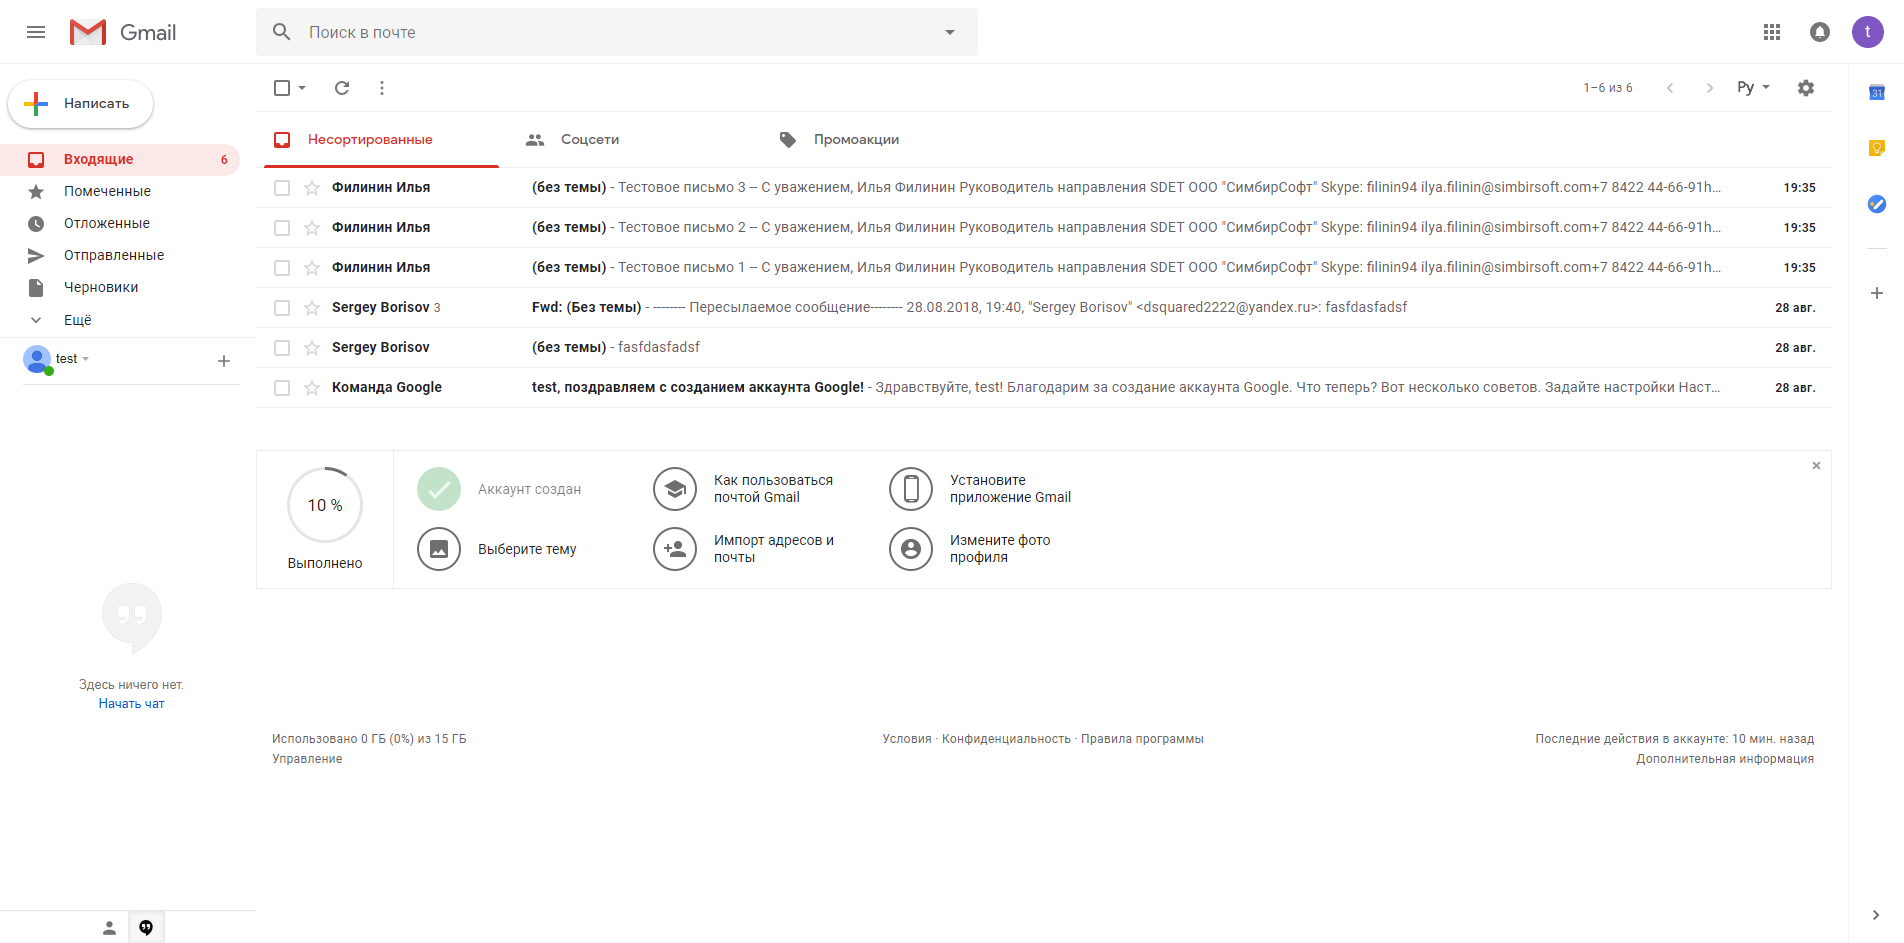 Gmail
Поиск в почте
t
Написать
1–6 из 6
Ру
31
Входящие 6
Помеченные
Отложенные
Отправленные
Черновики
Ещё
test
Несортированные
Соцсети
Промоакции
Филинин Илья (без темы) - Тестовое письмо 3 -- С уважением, Илья Филинин Руководитель направления SDET ООО "СимбирСофт" Skype: filinin94 ilya.filinin@simbirsoft.com+7 8422 44-66-91h... 19:35
Филинин Илья (без темы) - Тестовое письмо 2 -- С уважением, Илья Филинин Руководитель направления SDET ООО "СимбирСофт" Skype: filinin94 ilya.filinin@simbirsoft.com+7 8422 44-66-91h... 19:35
Филинин Илья (без темы) - Тестовое письмо 1 -- С уважением, Илья Филинин Руководитель направления SDET ООО "СимбирСофт" Skype: filinin94 ilya.filinin@simbirsoft.com+7 8422 44-66-91h... 19:35
Sergey Borisov 3 Fwd: (Без темы) - -------- Пересылаемое сообщение-------- 28.08.2018, 19:40, "Sergey Borisov" <dsquared2222@yandex.ru>: fasfdasfadsf 28 авг.
Sergey Borisov (без темы) - fasfdasfadsf 28 авг.
Команда Google test, поздравляем с созданием аккаунта Google! - Здравствуйте, test! Благодарим за создание аккаунта Google. Что теперь? Вот несколько советов. Задайте настройки Наст... 28 авг.
10 %
Выполнено
Аккаунт создан
Как пользоваться
почтой Gmail
Установите
приложение Gmail
Выберите тему
Импорт адресов и
почты
Измените фото
профиля
Здесь ничего нет.
Начать чат
Использовано 0 ГБ (0%) из 15 ГБ
Управление
Условия · Конфиденциальность · Правила программы
Последние действия в аккаунте: 10 мин. назад
Дополнительная информация